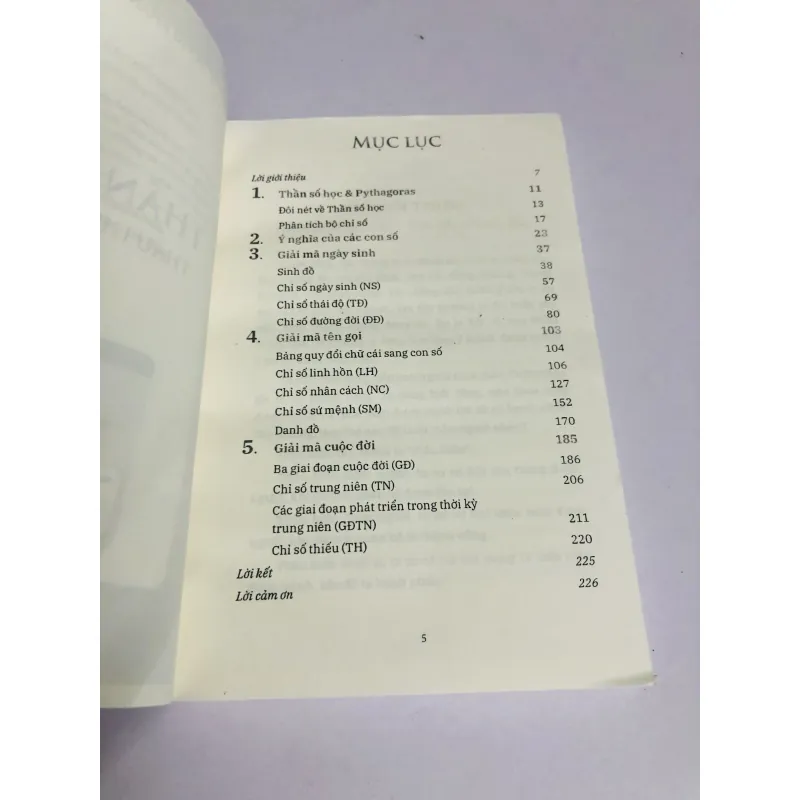 MỤC LỤC
Lời giới thiệu 7
1. Thần số học & Pythagoras 11
Đôi nét về Thần số học 13
Phân tích bộ chỉ số 17
2. Ý nghĩa của các con số 23
3. Giải mã ngày sinh 37
Sinh đồ 38
Chỉ số ngày sinh (NS) 57
Chỉ số thái độ (TĐ) 69
Chỉ số đường đời (ĐĐ) 80
4. Giải mã tên gọi 103
Bảng quy đổi chữ cái sang con số 104
Chỉ số linh hồn (LH) 106
Chỉ số nhân cách (NC) 127
Chỉ số sứ mệnh (SM) 152
Danh đồ 170
5. Giải mã cuộc đời 185
Ba giai đoạn cuộc đời (GĐ) 186
Chỉ số trung niên (TN) 206
Các giai đoạn phát triển trong thời kỳ
trung niên (GĐTN) 211
Chỉ số thiếu (TH) 220
Lời kết 225
Lời cảm ơn 226
5